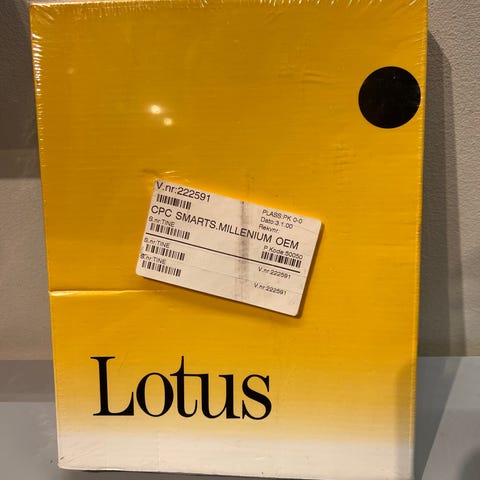 V.nr:222591
PLASS:PK 0-0
Dato:3.1.00
Rekvnr.
CPC SMARTS.MILLENIUM OEM
S.nr:TINE
P.Kode:50050
S.nr:TINE
V.nr:222591
S.nr:TINE
V.nr:222591
Lotus